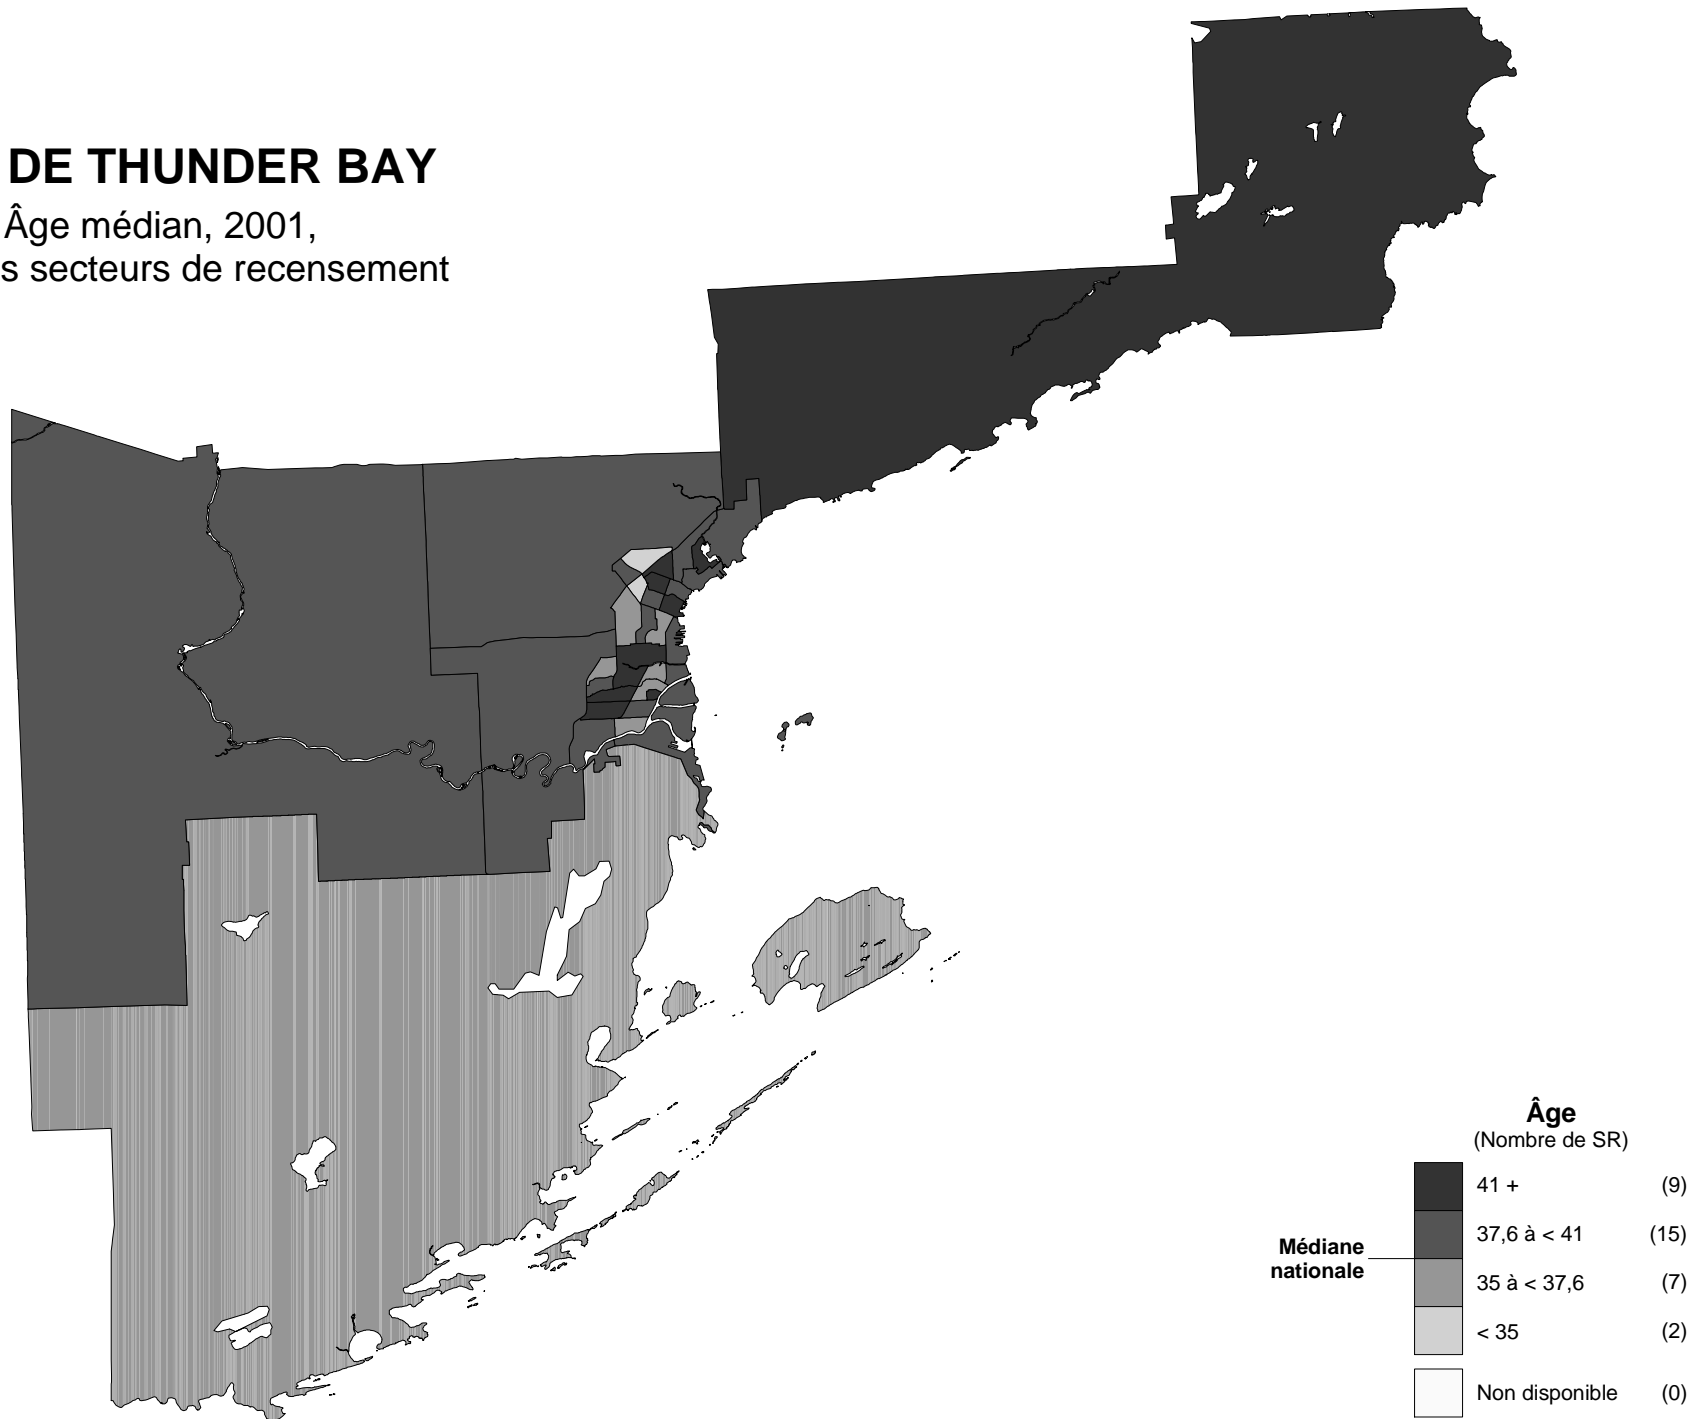 DE THUNDER BAY
Âge médian, 2001,
s secteurs de recensement
Âge
(Nombre de SR)
41 + (9)
37,6 à < 41 (15)
Médiane
nationale
35 à < 37,6 (7)
< 35 (2)
Non disponible (0)